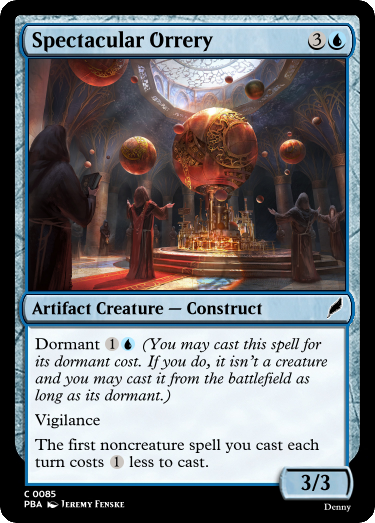 Spectacular Orrery 3
Artifact Creature — Construct
Dormant 1 (You may cast this spell for
its dormant cost. If you do, it isn't a creature
and you may cast it from the battlefield as
long as its dormant.)
Vigilance
The first noncreature spell you cast each
turn costs 1 less to cast.
3/3
C 0085
PBA Jeremy Fenske
Denny